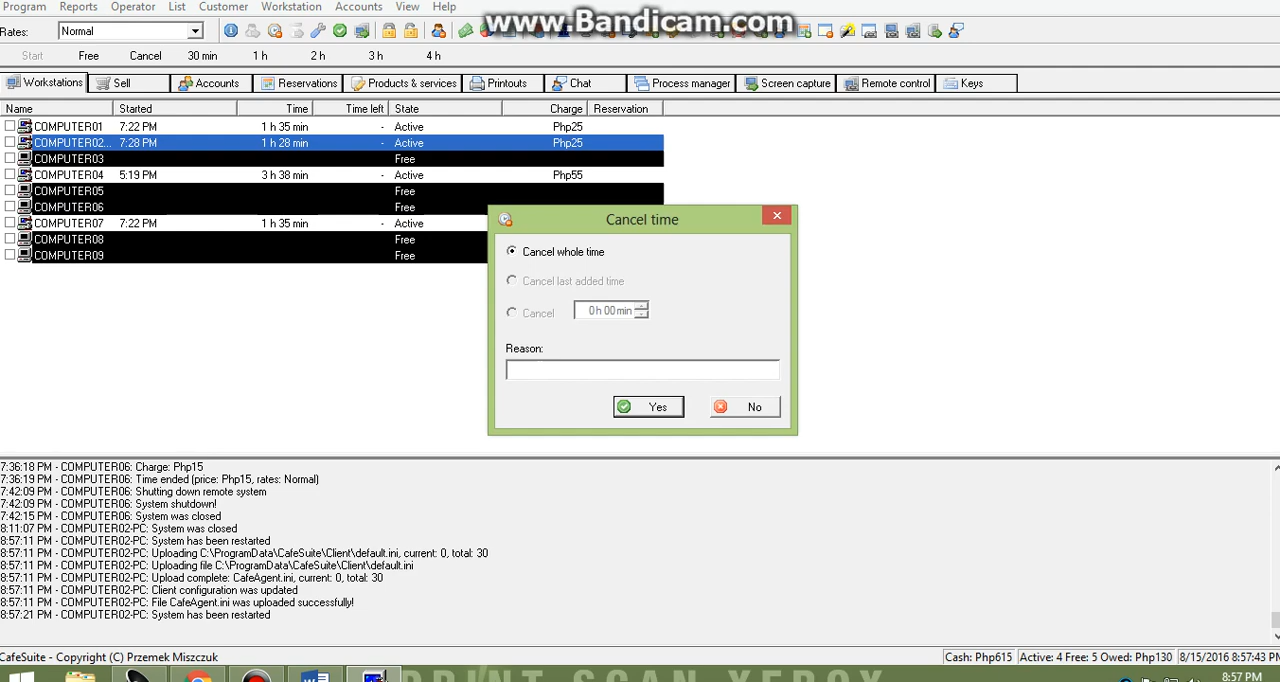 Program Reports Operator List Customer Workstation Accounts View Help
www.Bandicam.com
Rates: Normal
Start Free Cancel 30 min 1 h 2 h 3 h 4 h
Workstations Sell Accounts Reservations Products & services Printouts Chat Process manager Screen capture Remote control Keys
Name Started Time Time left State Charge Reservation
COMPUTER01 7:22 PM 1 h 35 min - Active Php25
COMPUTER02... 7:28 PM 1 h 28 min - Active Php25
COMPUTER03 Free
COMPUTER04 5:19 PM 3 h 38 min - Active Php55
COMPUTER05 Free
COMPUTER06 Free
COMPUTER07 7:22 PM 1 h 35 min - Active
COMPUTER08 Free
COMPUTER09 Free
Cancel time
Cancel whole time
Cancel last added time
Cancel 0 h 00 min
Reason:
Yes No
7:36:18 PM - COMPUTER06: Charge: Php15
7:36:19 PM - COMPUTER06: Time ended (price: Php15, rates: Normal)
7:42:09 PM - COMPUTER06: Shutting down remote system
7:42:09 PM - COMPUTER06: System shutdown!
7:42:15 PM - COMPUTER06: System was closed
8:11:07 PM - COMPUTER02-PC: System was closed
8:57:11 PM - COMPUTER02-PC: System has been restarted
8:57:11 PM - COMPUTER02-PC: Uploading C:\ProgramData\CafeSuite\Client\default.ini, current: 0, total: 30
8:57:11 PM - COMPUTER02-PC: Uploading file C:\ProgramData\CafeSuite\Client\default.ini
8:57:11 PM - COMPUTER02-PC: Upload complete: CafeAgent.ini, current: 0, total: 30
8:57:11 PM - COMPUTER02-PC: Client configuration was updated
8:57:11 PM - COMPUTER02-PC: File CafeAgent.ini was uploaded successfully!
8:57:21 PM - COMPUTER02-PC: System has been restarted
CafeSuite - Copyright (C) Przemek Miszczuk Cash: Php615 Active: 4 Free: 5 Owed: Php130 8/15/2016 8:57:43 PM
PRINT SCAN XEROX 8:57 PM